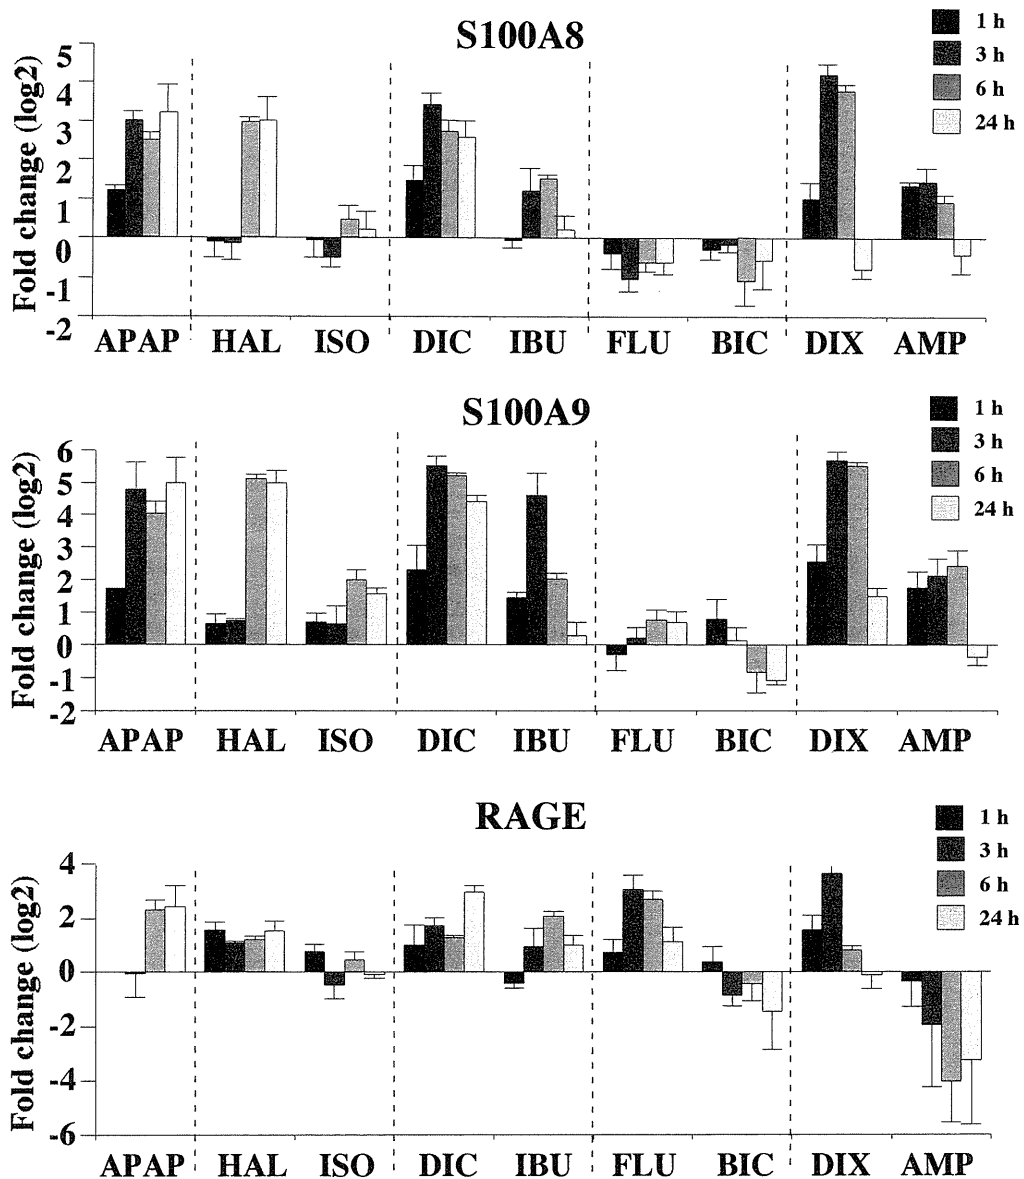 S100A8
1 h
3 h
6 h
24 h
Fold change (log2)
5
4
3
2
1
0
-1
-2
APAP HAL ISO DIC IBU FLU BIC DIX AMP
S100A9
1 h
3 h
6 h
24 h
Fold change (log2)
6
5
4
3
2
1
0
-1
-2
APAP HAL ISO DIC IBU FLU BIC DIX AMP
RAGE
1 h
3 h
6 h
24 h
Fold change (log2)
4
2
0
-2
-4
-6
APAP HAL ISO DIC IBU FLU BIC DIX AMP